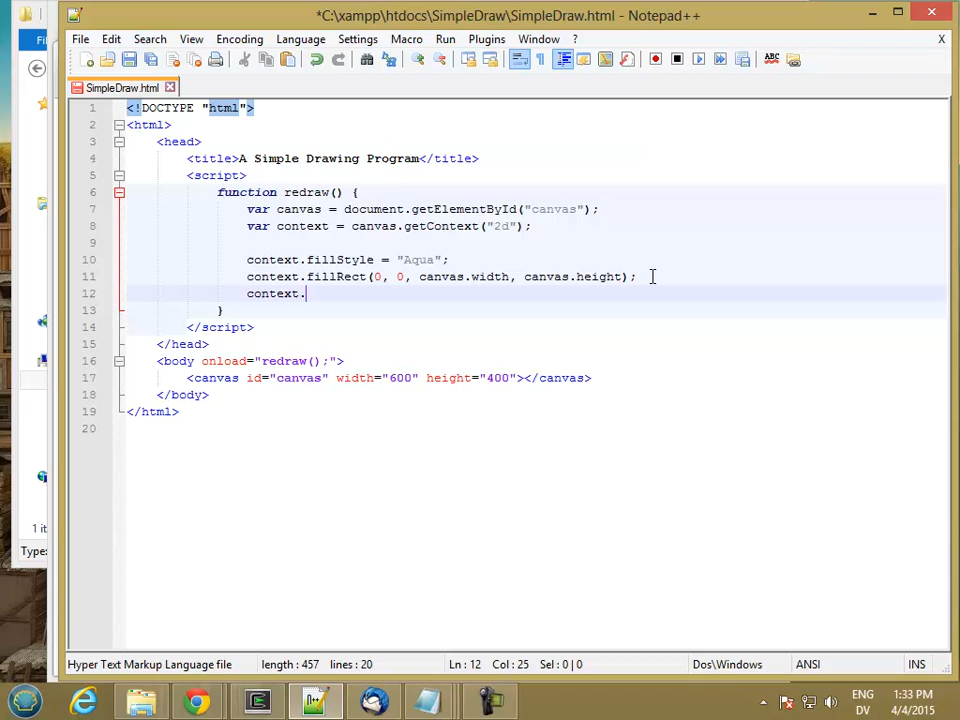 *C:\xampp\htdocs\SimpleDraw\SimpleDraw.html - Notepad++
File Edit Search View Encoding Language Settings Macro Run Plugins Window ? X
SimpleDraw.html
1 <!DOCTYPE "html">
2 <html>
3 <head>
4 <title>A Simple Drawing Program</title>
5 <script>
6 function redraw() {
7 var canvas = document.getElementById("canvas");
8 var context = canvas.getContext("2d");
9
10 context.fillStyle = "Aqua";
11 context.fillRect(0, 0, canvas.width, canvas.height);
12 context.
13 }
14 </script>
15 </head>
16 <body onload="redraw();">
17 <canvas id="canvas" width="600" height="400"></canvas>
18 </body>
19 </html>
20
1 it
Type:
Hyper Text Markup Language file length : 457 lines : 20 Ln : 12 Col : 25 Sel : 0 | 0 Dos\Windows ANSI INS
ENG 1:33 PM
DV 4/4/2015